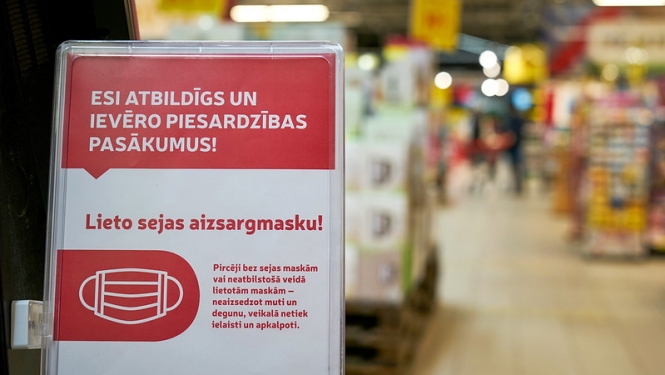 ESI ATBILDĪGS UN
IEVĒRO PIESARDZĪBAS
PASĀKUMUS!
Lieto sejas aizsargmasku!
Pircēji bez sejas maskām
vai neatbilstošā veidā
lietotām maskām –
neaizsedzot muti un
degunu, veikalā netiek
ielaisti un apkalpoti.